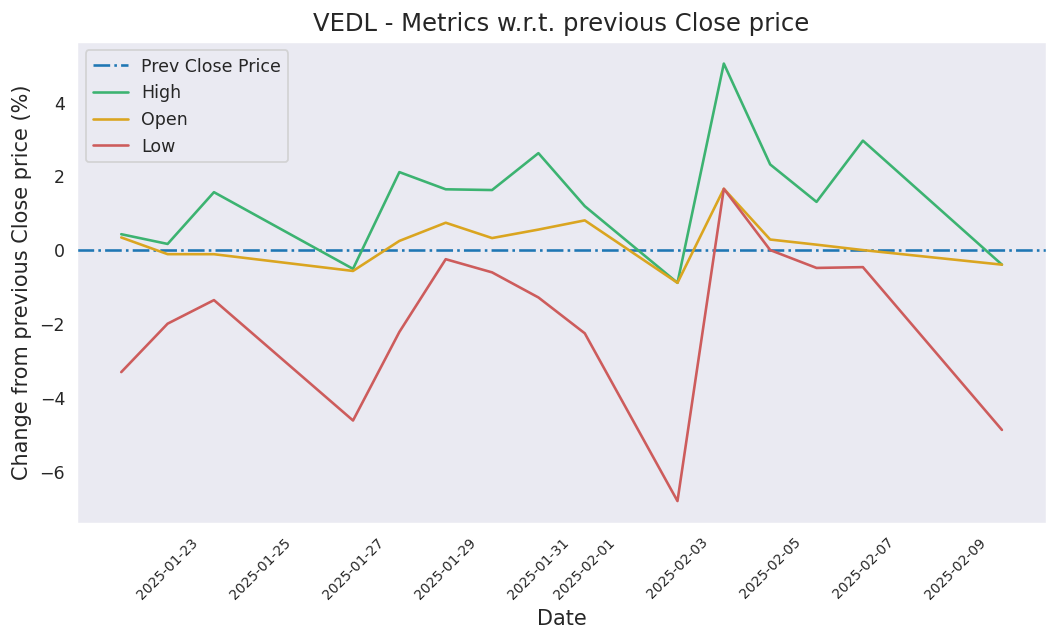 VEDL - Metrics w.r.t. previous Close price
Prev Close Price
High
Open
Low
Change from previous Close price (%)
4
2
0
−2
−4
−6
2025-01-23
2025-01-25
2025-01-27
2025-01-29
2025-01-31
2025-02-01
2025-02-03
2025-02-05
2025-02-07
2025-02-09
Date